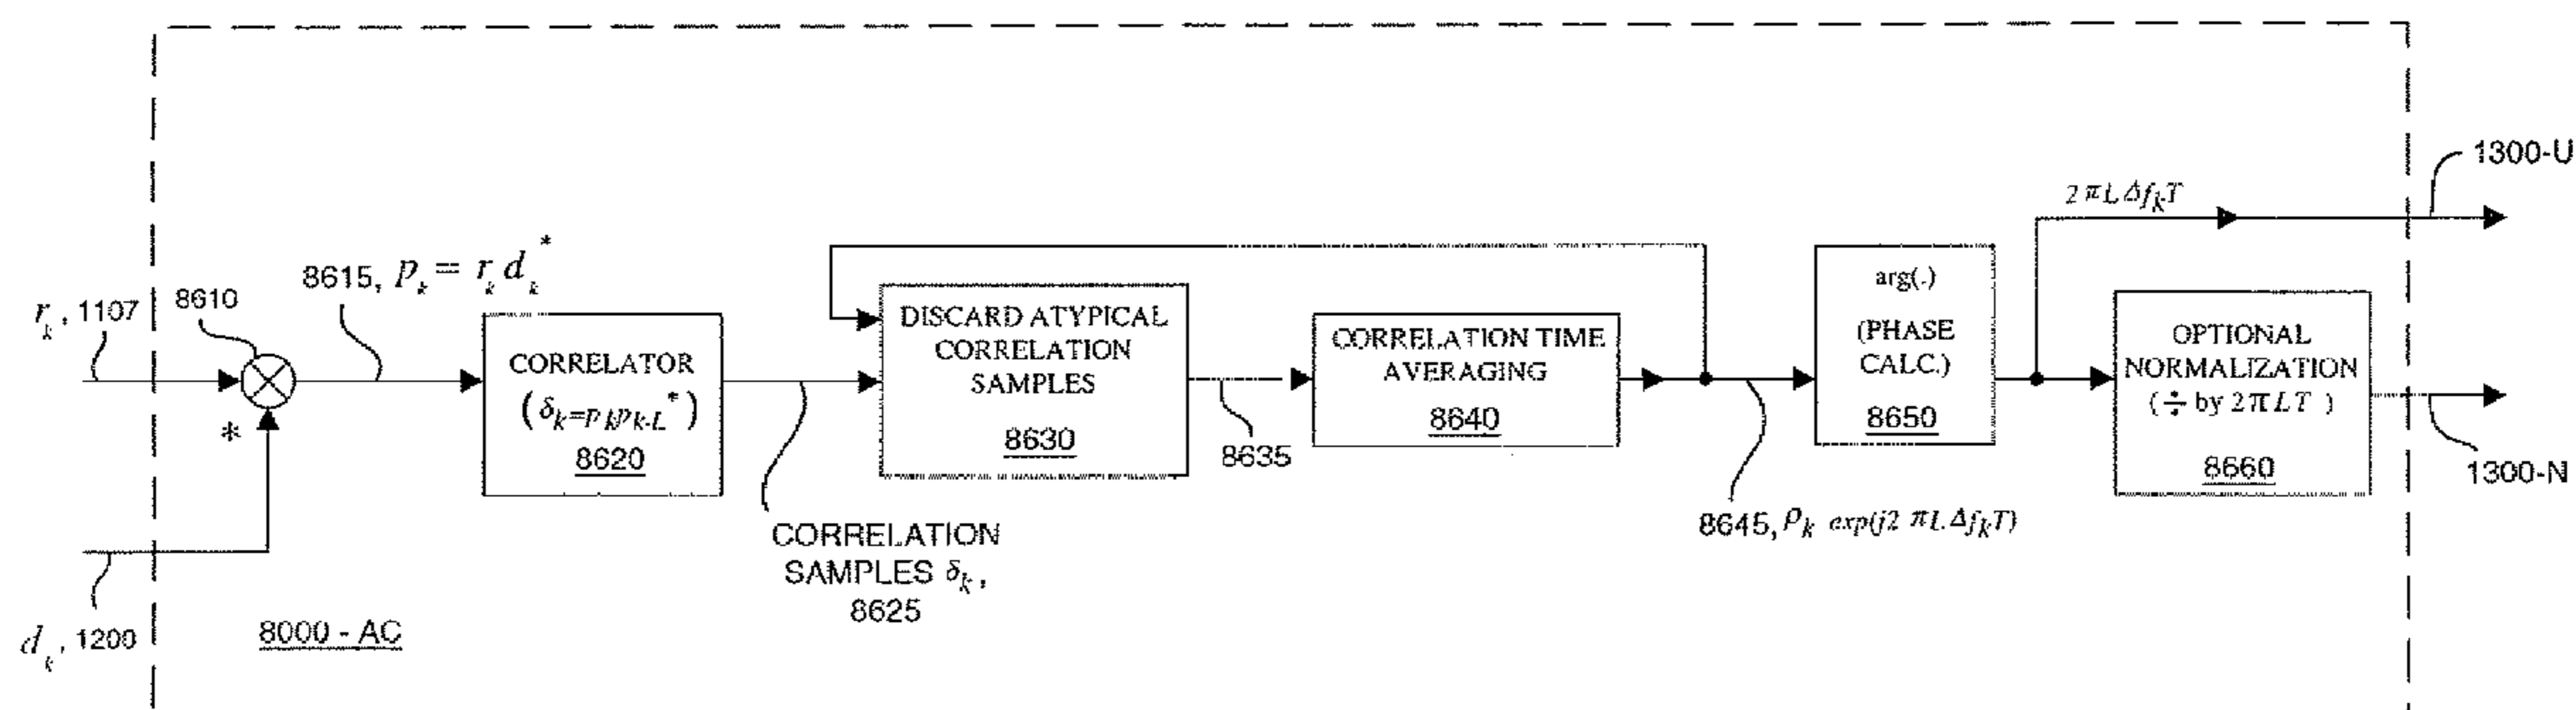 1300-U
2πLΔf_kT
8615, p_k = r_k d_k^*
r_k, 1107
8610
*
CORRELATOR
(δ_k=p_kp_k-L^*)
8620
DISCARD ATYPICAL
CORRELATION
SAMPLES
8630
8635
CORRELATION TIME
AVERAGING
8640
arg(.)
(PHASE
CALC.)
8650
OPTIONAL
NORMALIZATION
(÷ by 2πLT )
8660
1300-N
8645, ρ_k exp(j2πLΔf_kT)
CORRELATION
SAMPLES δ_k,
8625
d_k, 1200
8000 - AC